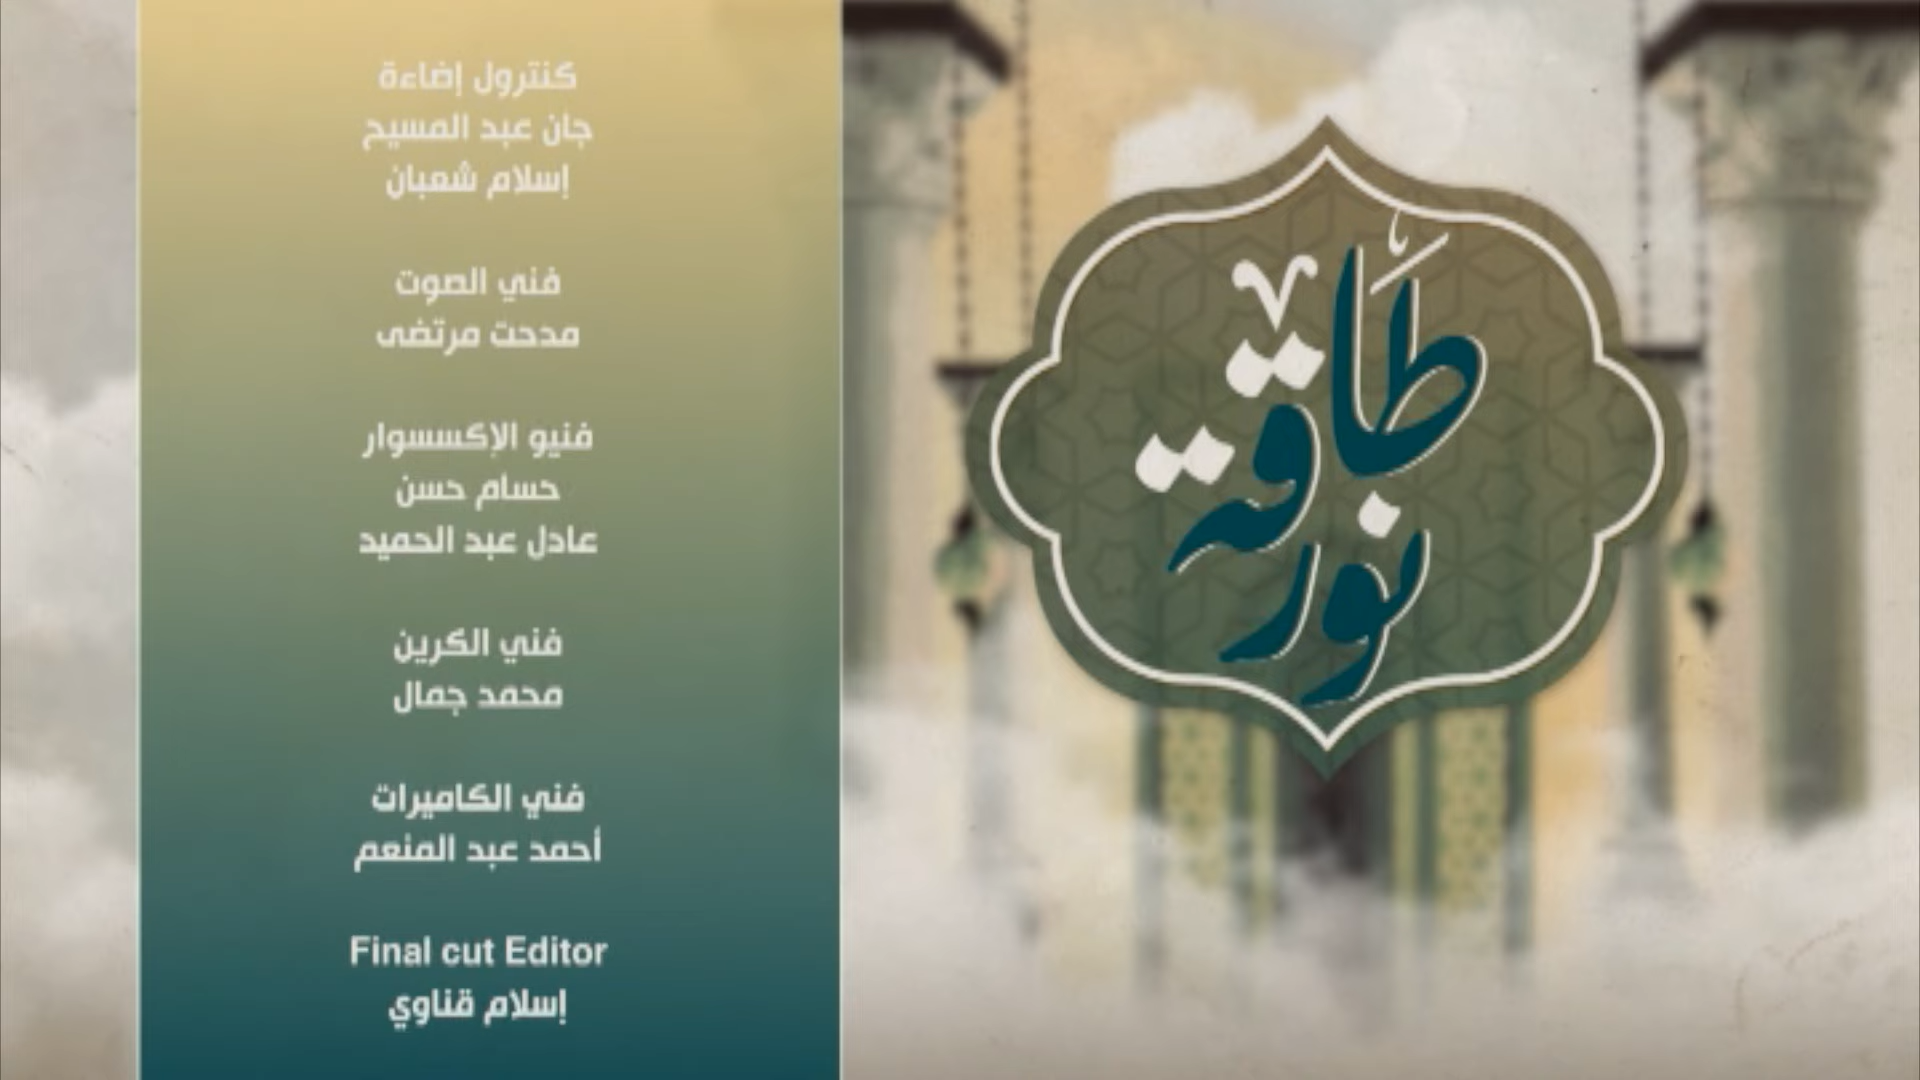 كنترول إضاءة
جان عبد المسيح
إسلام شعبان
فني الصوت
مدحت مرتضى
فنيو الإكسسوار
حسام حسن
عادل عبد الحميد
فني الكرين
محمد جمال
فني الكاميرات
أحمد عبد المنعم
Final cut Editor
إسلام قناوي
طاقة
نور